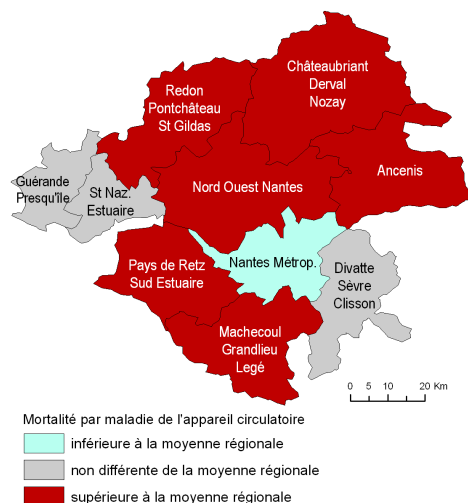 Châteaubriant
Derval
Nozay
Redon
Pontchâteau
St Gildas
Ancenis
Guérande
Presqu'île
St Naz.
Estuaire
Nord Ouest Nantes
Pays de Retz
Sud Estuaire
Nantes Métrop.
Divatte
Sèvre
Clisson
Machecoul
Grandlieu
Legé
0 5 10 20 Km
Mortalité par maladie de l'appareil circulatoire
inférieure à la moyenne régionale
non différente de la moyenne régionale
supérieure à la moyenne régionale